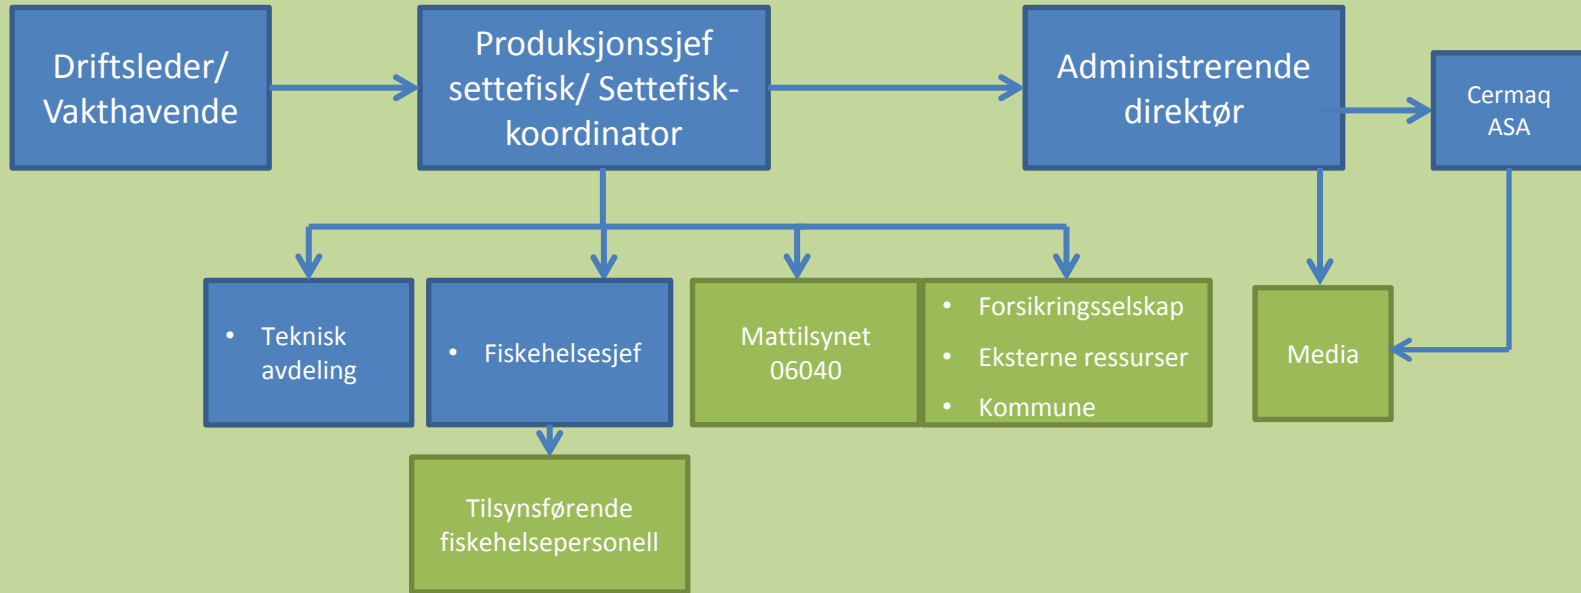 Driftsleder/
Vakthavende
Produksjonssjef
settefisk/ Settefisk-
koordinator
Administrerende
direktør
Cermaq
ASA
• Teknisk
avdeling
• Fiskehelsesjef
Mattilsynet
06040
• Forsikringsselskap
• Eksterne ressurser
• Kommune
Media
Tilsynsførende
fiskehelsepersonell